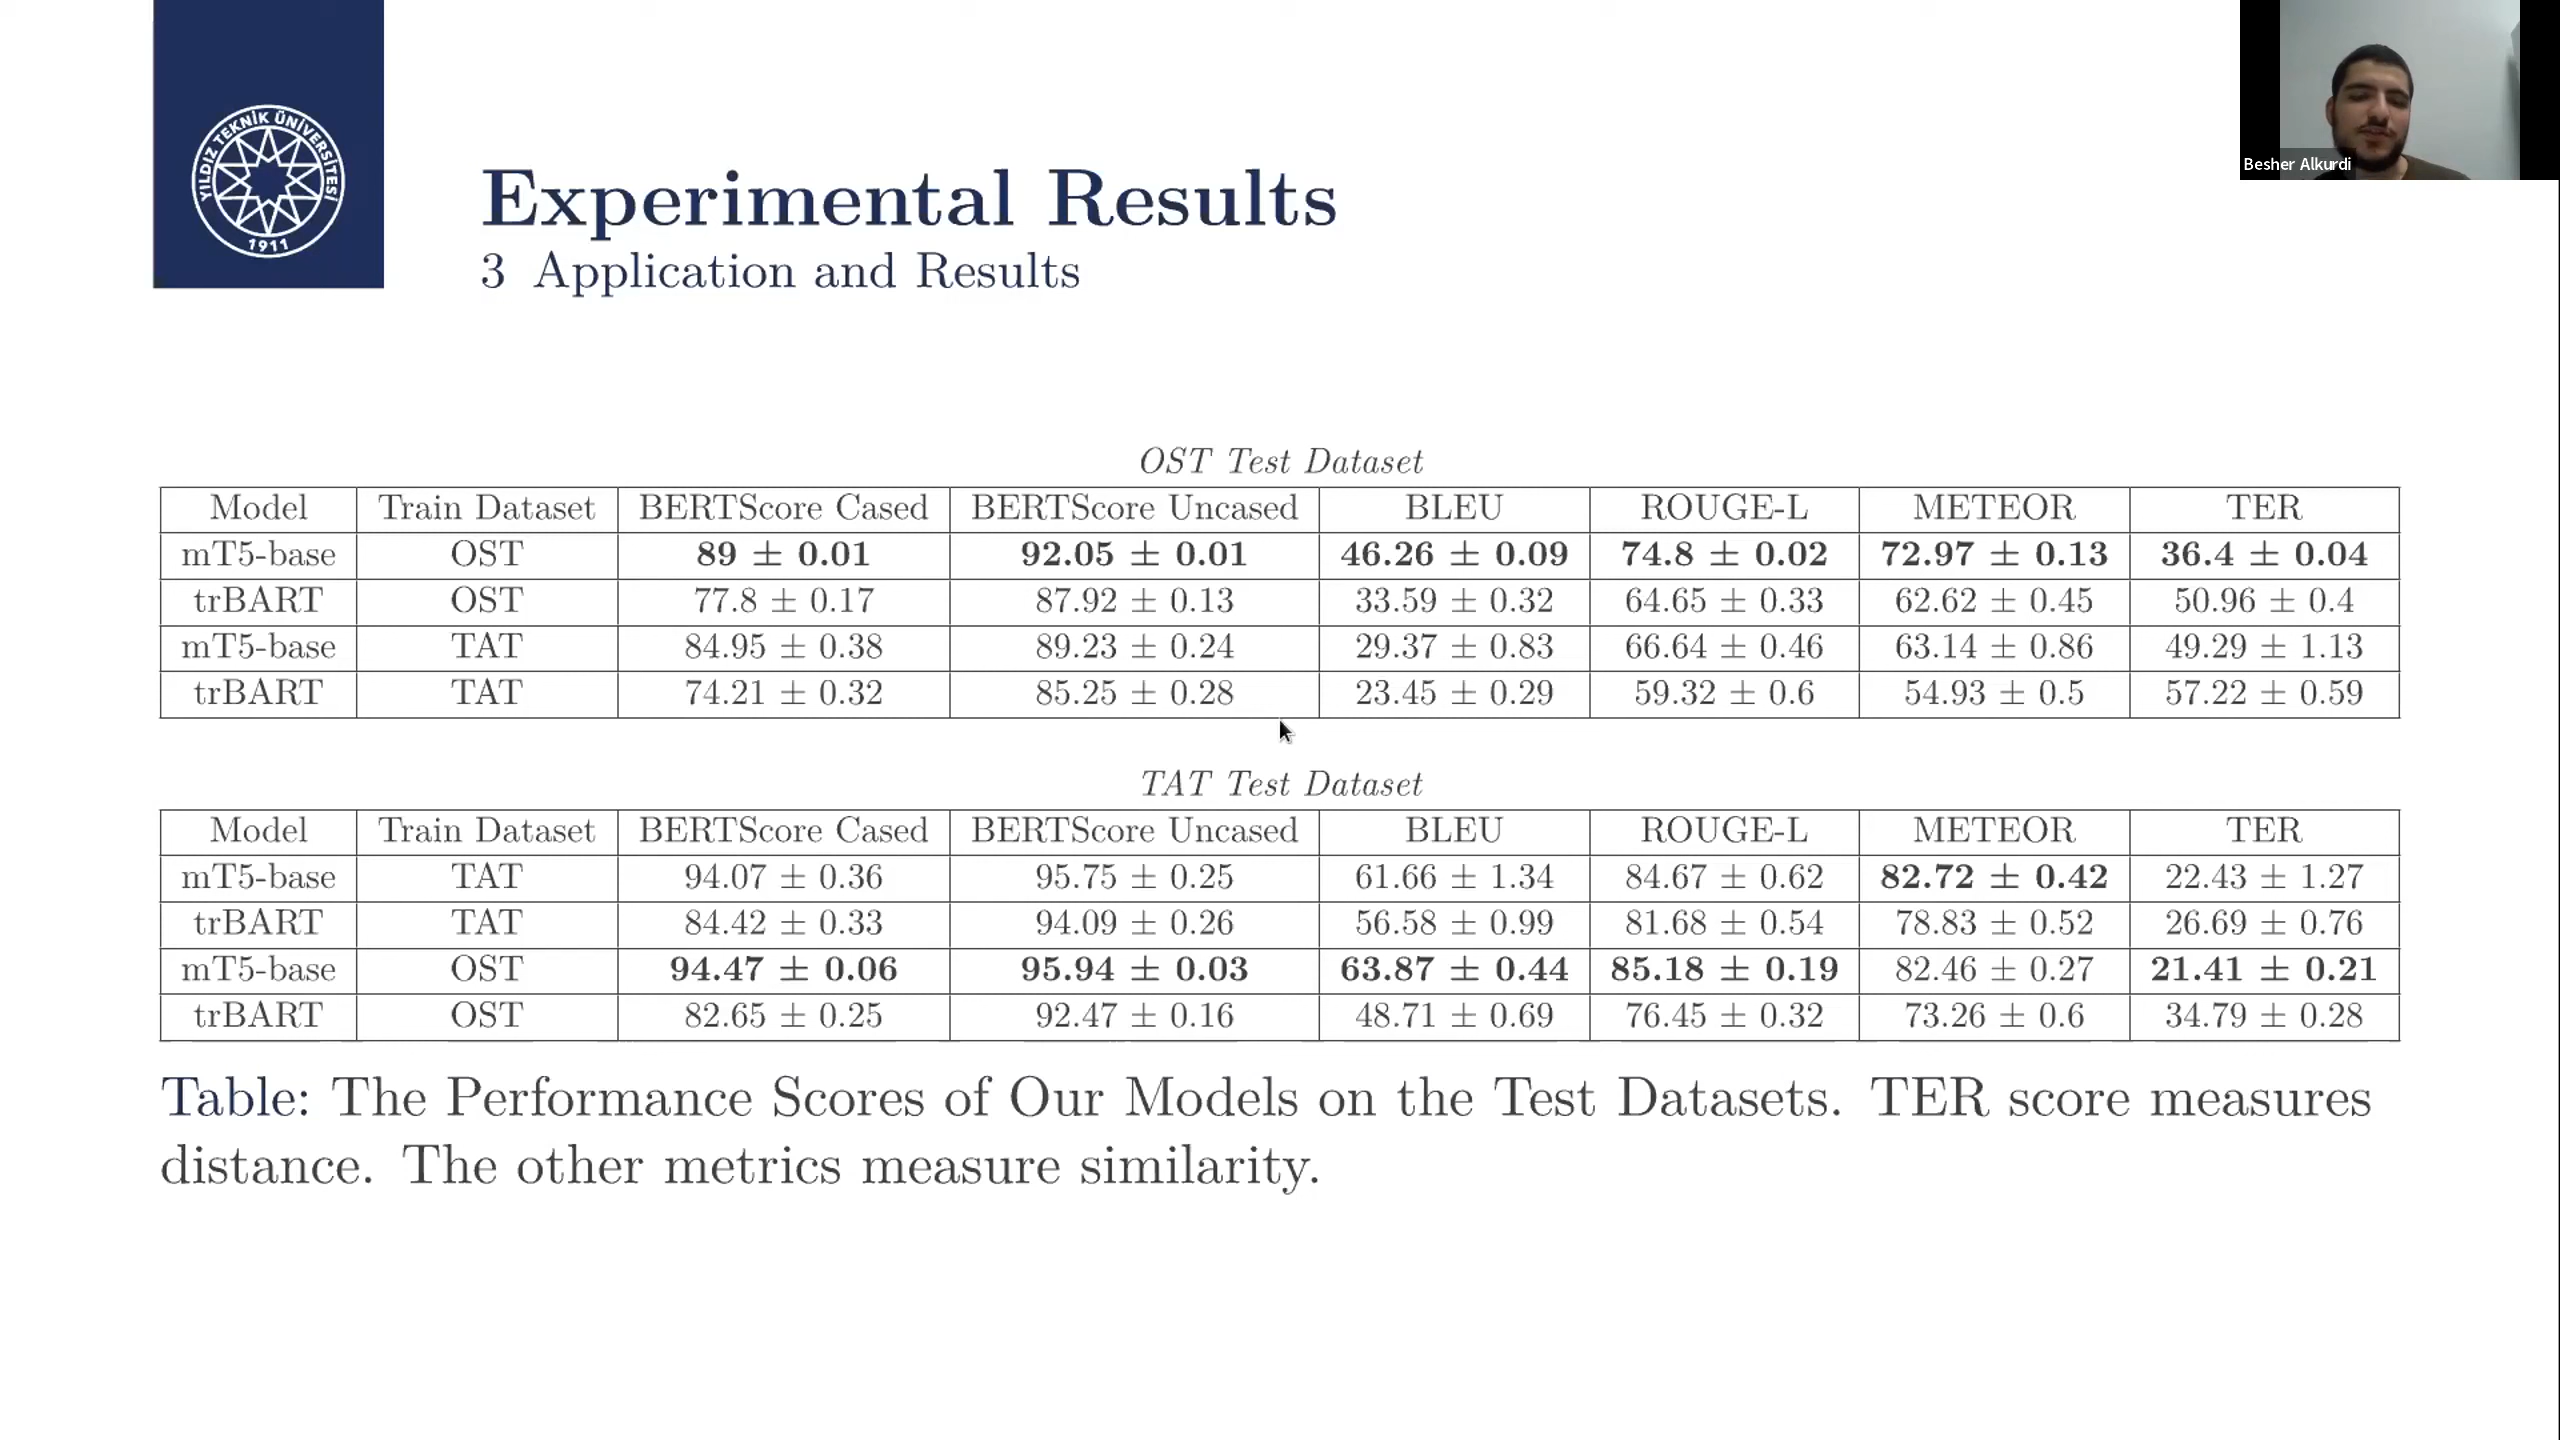 YILDIZ TEKNİK ÜNİVERSİTESİ
1911
Besher Alkurdi
Experimental Results
3 Application and Results
OST Test Dataset
Model Train Dataset BERTScore Cased BERTScore Uncased BLEU ROUGE-L METEOR TER
mT5-base OST 89 ± 0.01 92.05 ± 0.01 46.26 ± 0.09 74.8 ± 0.02 72.97 ± 0.13 36.4 ± 0.04
trBART OST 77.8 ± 0.17 87.92 ± 0.13 33.59 ± 0.32 64.65 ± 0.33 62.62 ± 0.45 50.96 ± 0.4
mT5-base TAT 84.95 ± 0.38 89.23 ± 0.24 29.37 ± 0.83 66.64 ± 0.46 63.14 ± 0.86 49.29 ± 1.13
trBART TAT 74.21 ± 0.32 85.25 ± 0.28 23.45 ± 0.29 59.32 ± 0.6 54.93 ± 0.5 57.22 ± 0.59
TAT Test Dataset
Model Train Dataset BERTScore Cased BERTScore Uncased BLEU ROUGE-L METEOR TER
mT5-base TAT 94.07 ± 0.36 95.75 ± 0.25 61.66 ± 1.34 84.67 ± 0.62 82.72 ± 0.42 22.43 ± 1.27
trBART TAT 84.42 ± 0.33 94.09 ± 0.26 56.58 ± 0.99 81.68 ± 0.54 78.83 ± 0.52 26.69 ± 0.76
mT5-base OST 94.47 ± 0.06 95.94 ± 0.03 63.87 ± 0.44 85.18 ± 0.19 82.46 ± 0.27 21.41 ± 0.21
trBART OST 82.65 ± 0.25 92.47 ± 0.16 48.71 ± 0.69 76.45 ± 0.32 73.26 ± 0.6 34.79 ± 0.28
Table: The Performance Scores of Our Models on the Test Datasets. TER score measures
distance. The other metrics measure similarity.